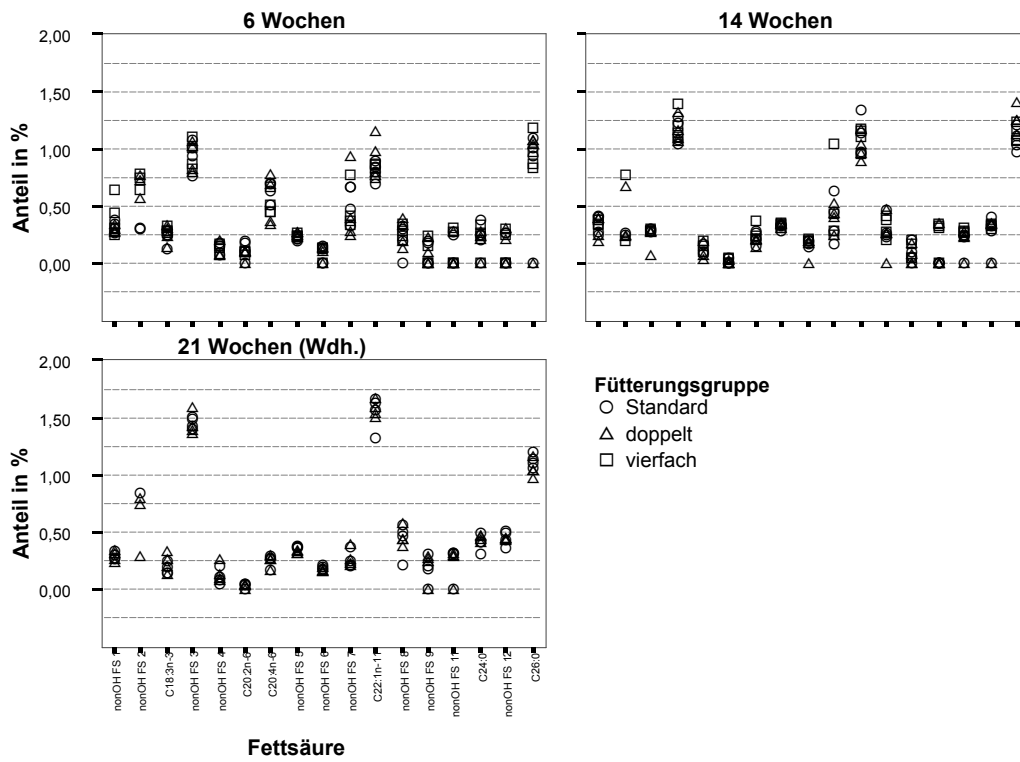 6 Wochen
14 Wochen
2,00
1,50
1,00
0,50
0,00
Anteil in %
Anteil in %
21 Wochen (Wdh.)
2,00
1,50
1,00
0,50
0,00
Anteil in %
Fütterungsgruppe
Standard
doppelt
vierfach
nonOH FS 1
nonOH FS 2
C18:3n-3
nonOH FS 3
nonOH FS 4
C20:2n-6
C20:4n-6
nonOH FS 5
nonOH FS 6
nonOH FS 7
C22:1n-11
nonOH FS 8
nonOH FS 9
nonOH FS 11
C24:0
nonOH FS 12
C26:0
Fettsäure